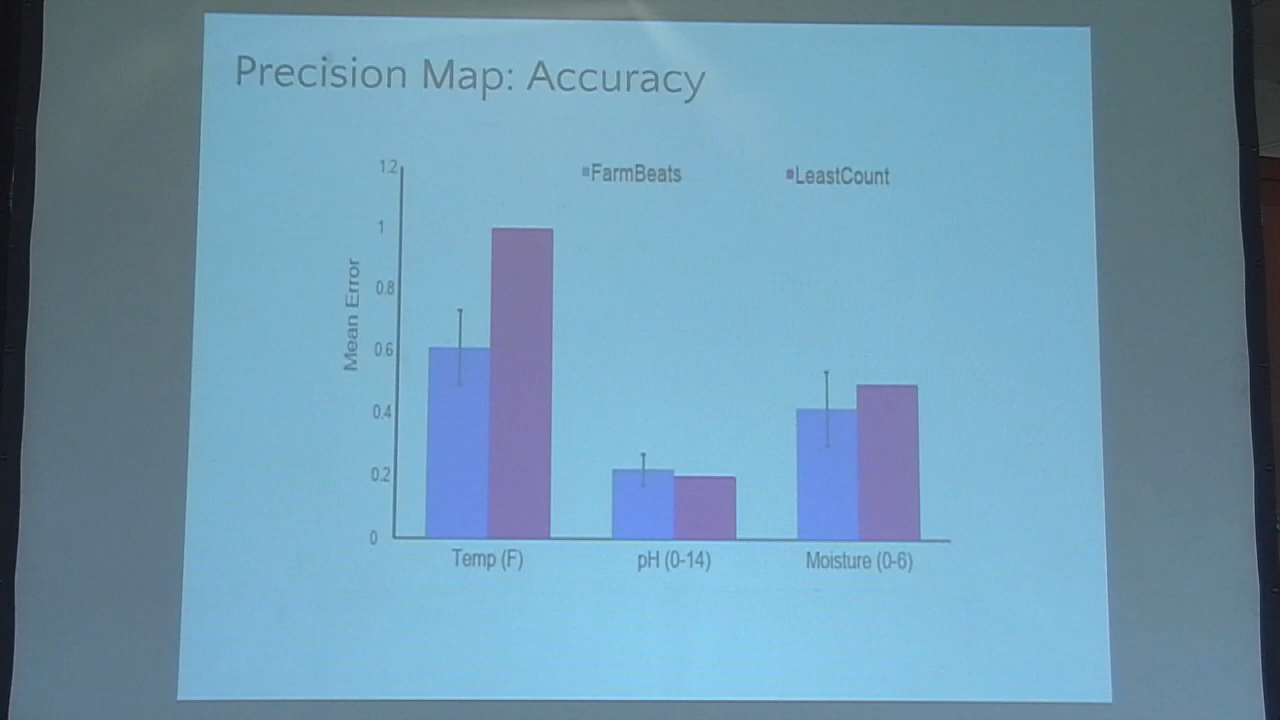 Precision Map: Accuracy
FarmBeats
LeastCount
Mean Error
1.2
1
0.8
0.6
0.4
0.2
0
Temp (F)
pH (0-14)
Moisture (0-6)